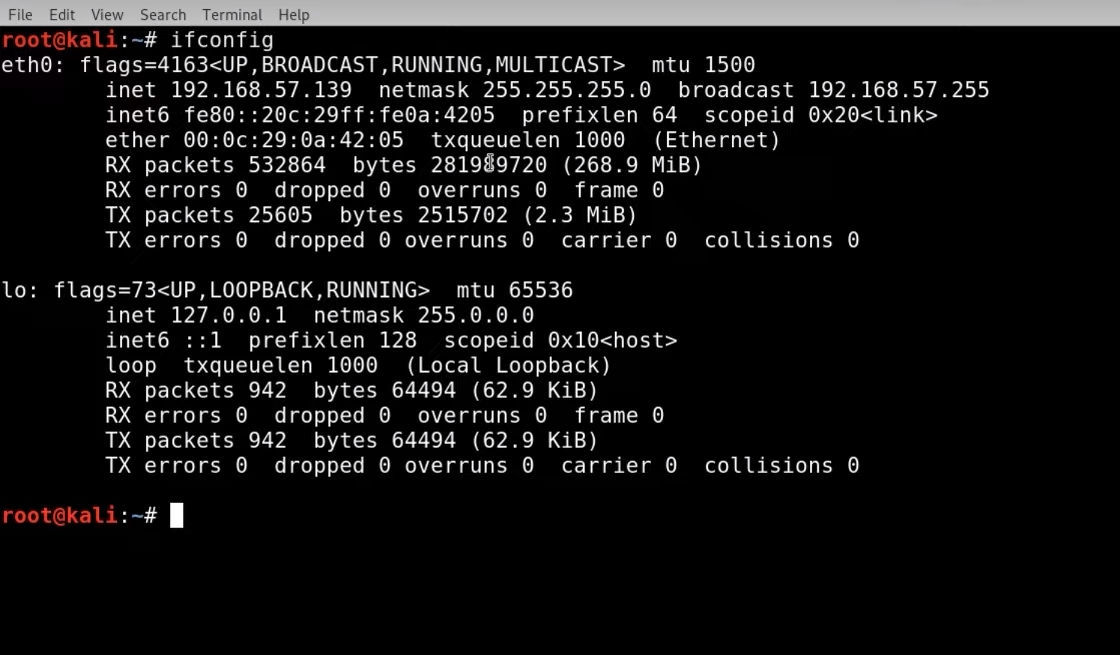 File Edit View Search Terminal Help
root@kali:~# ifconfig
eth0: flags=4163<UP,BROADCAST,RUNNING,MULTICAST> mtu 1500
inet 192.168.57.139 netmask 255.255.255.0 broadcast 192.168.57.255
inet6 fe80::20c:29ff:fe0a:4205 prefixlen 64 scopeid 0x20<link>
ether 00:0c:29:0a:42:05 txqueuelen 1000 (Ethernet)
RX packets 532864 bytes (268.9 MiB)
RX errors 0 dropped 0 overruns 0 frame 0
TX packets 25605 bytes 2515702 (2.3 MiB)
TX errors 0 dropped 0 overruns 0 carrier 0 collisions 0
lo: flags=73<UP,LOOPBACK,RUNNING> mtu 65536
inet 127.0.0.1 netmask 255.0.0.0
inet6 ::1 prefixlen 128 scopeid 0x10<host>
loop txqueuelen 1000 (Local Loopback)
RX packets 942 bytes 64494 (62.9 KiB)
RX errors 0 dropped 0 overruns 0 frame 0
TX packets 942 bytes 64494 (62.9 KiB)
TX errors 0 dropped 0 overruns 0 carrier 0 collisions 0
root@kali:~#